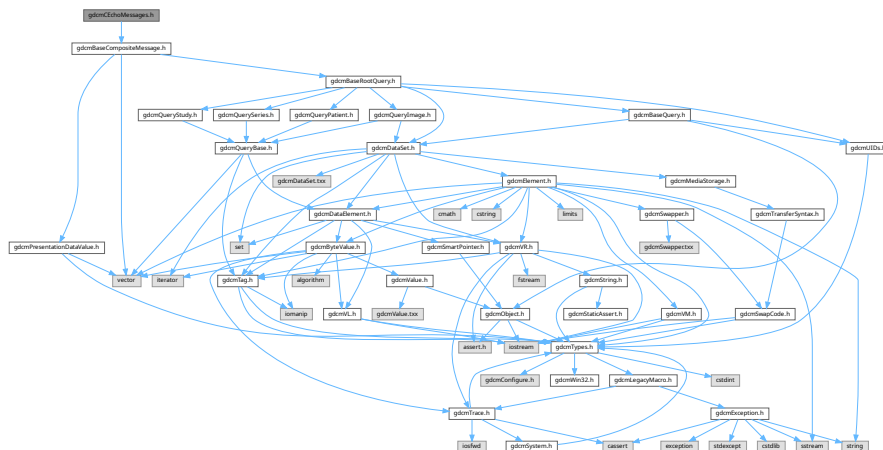 gdcmCEchoMessages.h
gdcmBaseCompositeMessage.h
gdcmBaseRootQuery.h
gdcmQueryStudy.h
gdcmQuerySeries.h
gdcmQueryPatient.h
gdcmQueryImage.h
gdcmBaseQuery.h
gdcmQueryBase.h
gdcmDataSet.h
gdcmUIDs.h
gdcmDataSet.txx
gdcmElement.h
gdcmMediaStorage.h
gdcmDataElement.h
cmath
cstring
limits
gdcmSwapper.h
gdcmTransferSyntax.h
gdcmPresentationDataValue.h
set
gdcmByteValue.h
gdcmSmartPointer.h
gdcmVR.h
gdcmSwapper.txx
vector
iterator
gdcmTag.h
algorithm
gdcmValue.h
fstream
gdcmString.h
iomanip
gdcmVL.h
gdcmValue.txx
gdcmObject.h
gdcmStaticAssert.h
gdcmVM.h
gdcmSwapCode.h
assert.h
iostream
gdcmTypes.h
gdcmConfigure.h
gdcmWin32.h
gdcmLegacyMacro.h
cstdint
gdcmTrace.h
gdcmException.h
iosfwd
gdcmSystem.h
cassert
exception
stdexcept
cstdlib
sstream
string